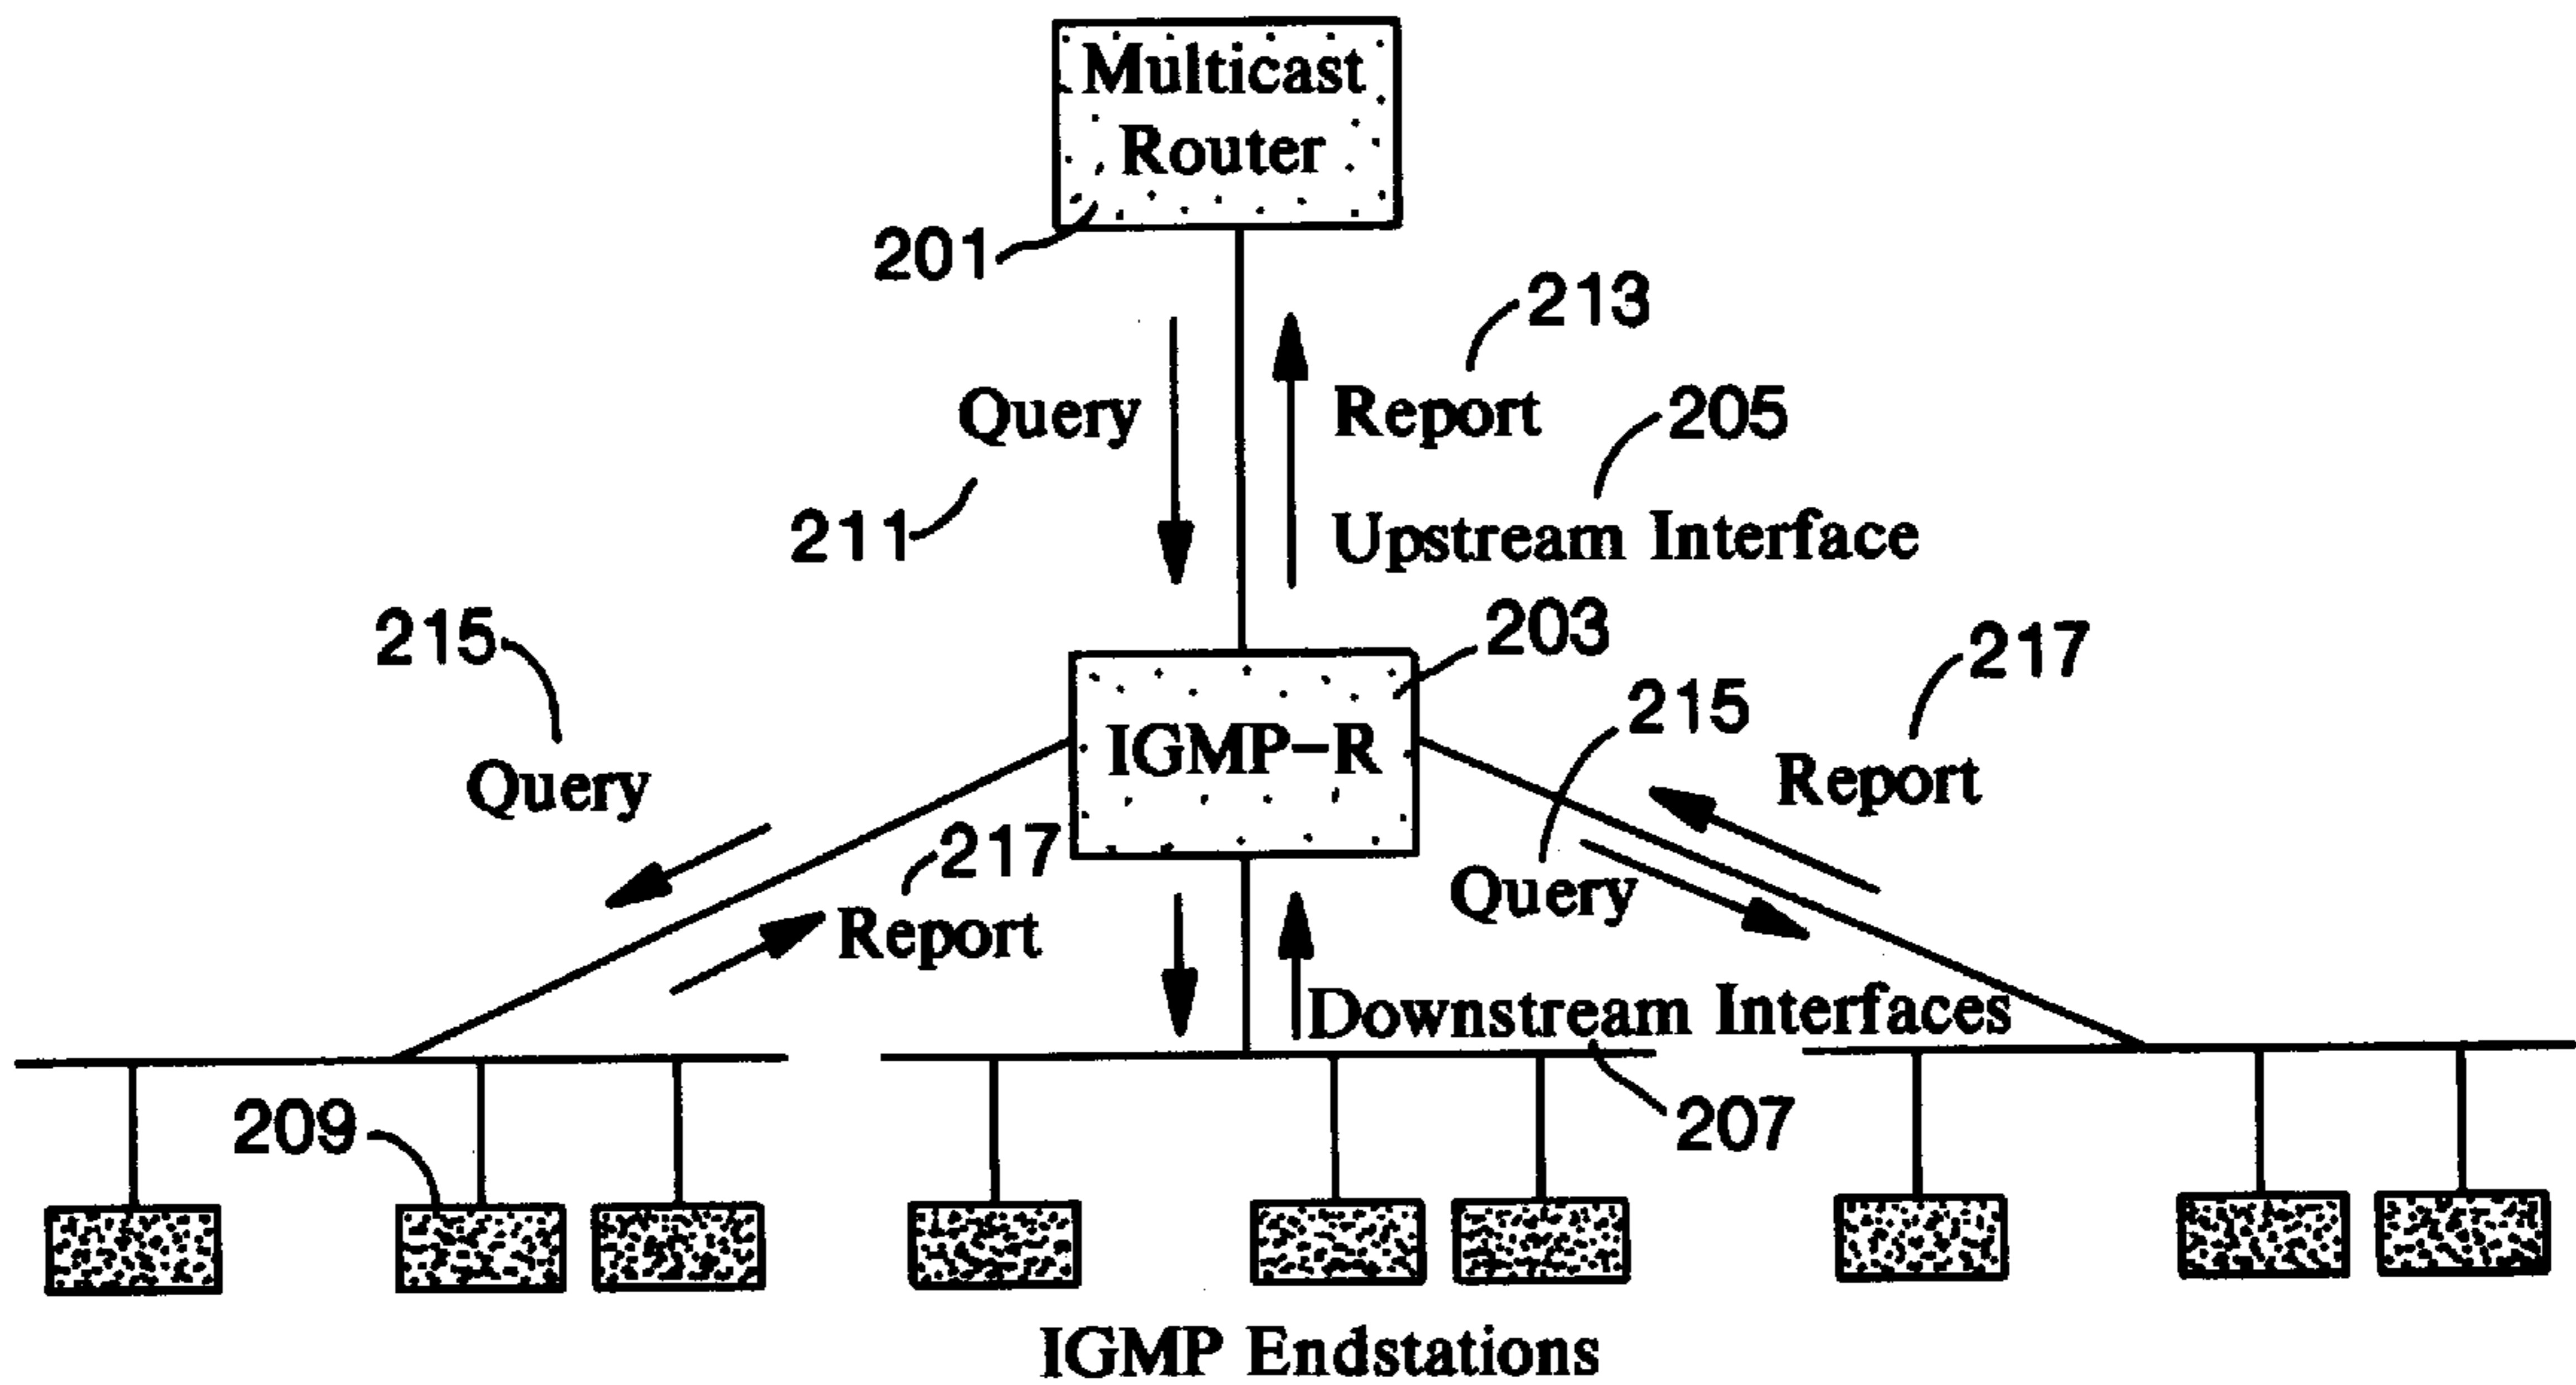 Multicast
Router
201
213
Query
Report
205
211
Upstream Interface
215
203
217
215
IGMP-R
Query
Report
217
Report
Query
Downstream Interfaces
209
207
IGMP Endstations